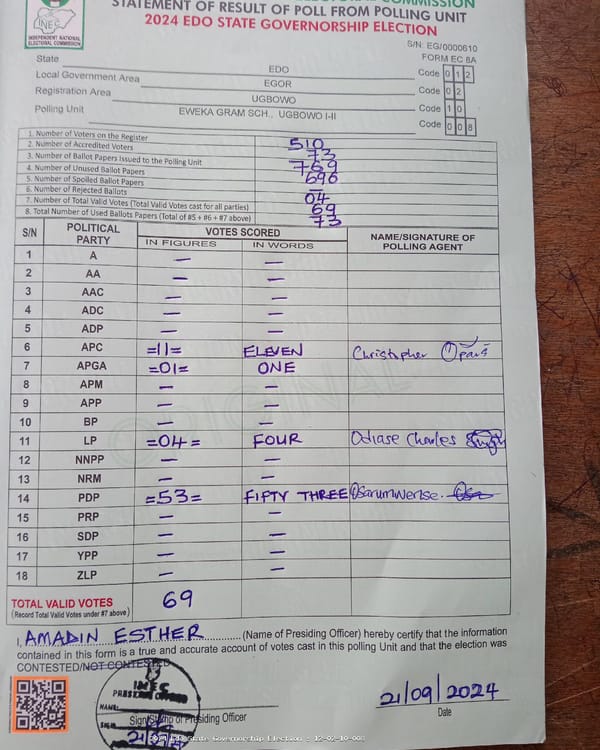 STATEMENT OF RESULT OF POLL FROM POLLING UNIT
2024 EDO STATE GOVERNORSHIP ELECTION
INEC
INDEPENDENT NATIONAL ELECTORAL COMMISSION
S/N: EG/0000610
FORM EC 8A
State EDO Code 0 1 2
Local Government Area EGOR Code 0 2
Registration Area UGBOWO Code 1 0
Polling Unit EWEKA GRAM SCH., UGBOWO I-II Code 0 0 8
1. Number of Voters on the Register 510
2. Number of Accredited Voters 73
3. Number of Ballot Papers Issued to the Polling Unit 769
4. Number of Unused Ballot Papers 696
5. Number of Spoiled Ballot Papers –
6. Number of Rejected Ballots 04
7. Number of Total Valid Votes (Total Valid Votes cast for all parties) 69
8. Total Number of Used Ballots Papers (Total of #5 + #6 + #7 above) 73
S/N POLITICAL PARTY VOTES SCORED NAME/SIGNATURE OF POLLING AGENT
IN FIGURES IN WORDS
1 A — —
2 AA — —
3 AAC — —
4 ADC — —
5 ADP — —
6 APC =11= ELEVEN Christopher
7 APGA =01= ONE
8 APM — —
9 APP — —
10 BP — —
11 LP =04= FOUR Odiase Charles
12 NNPP — —
13 NRM — —
14 PDP =53= FIFTY THREE
15 PRP — —
16 SDP — —
17 YPP — —
18 ZLP — —
TOTAL VALID VOTES 69
(Record Total Valid Votes under #7 above)
I, AMADIN ESTHER (Name of Presiding Officer) hereby certify that the information
contained in this form is a true and accurate account of votes cast in this polling Unit and that the election was
CONTESTED/NOT CONTESTED
INEC
PRESIDING OFFICER
NAME:
SIGN
21/09/24
Sign/Stamp of Presiding Officer
21/09/2024
Date
ORIGINAL
State Governorship Election - 12-02-10-008